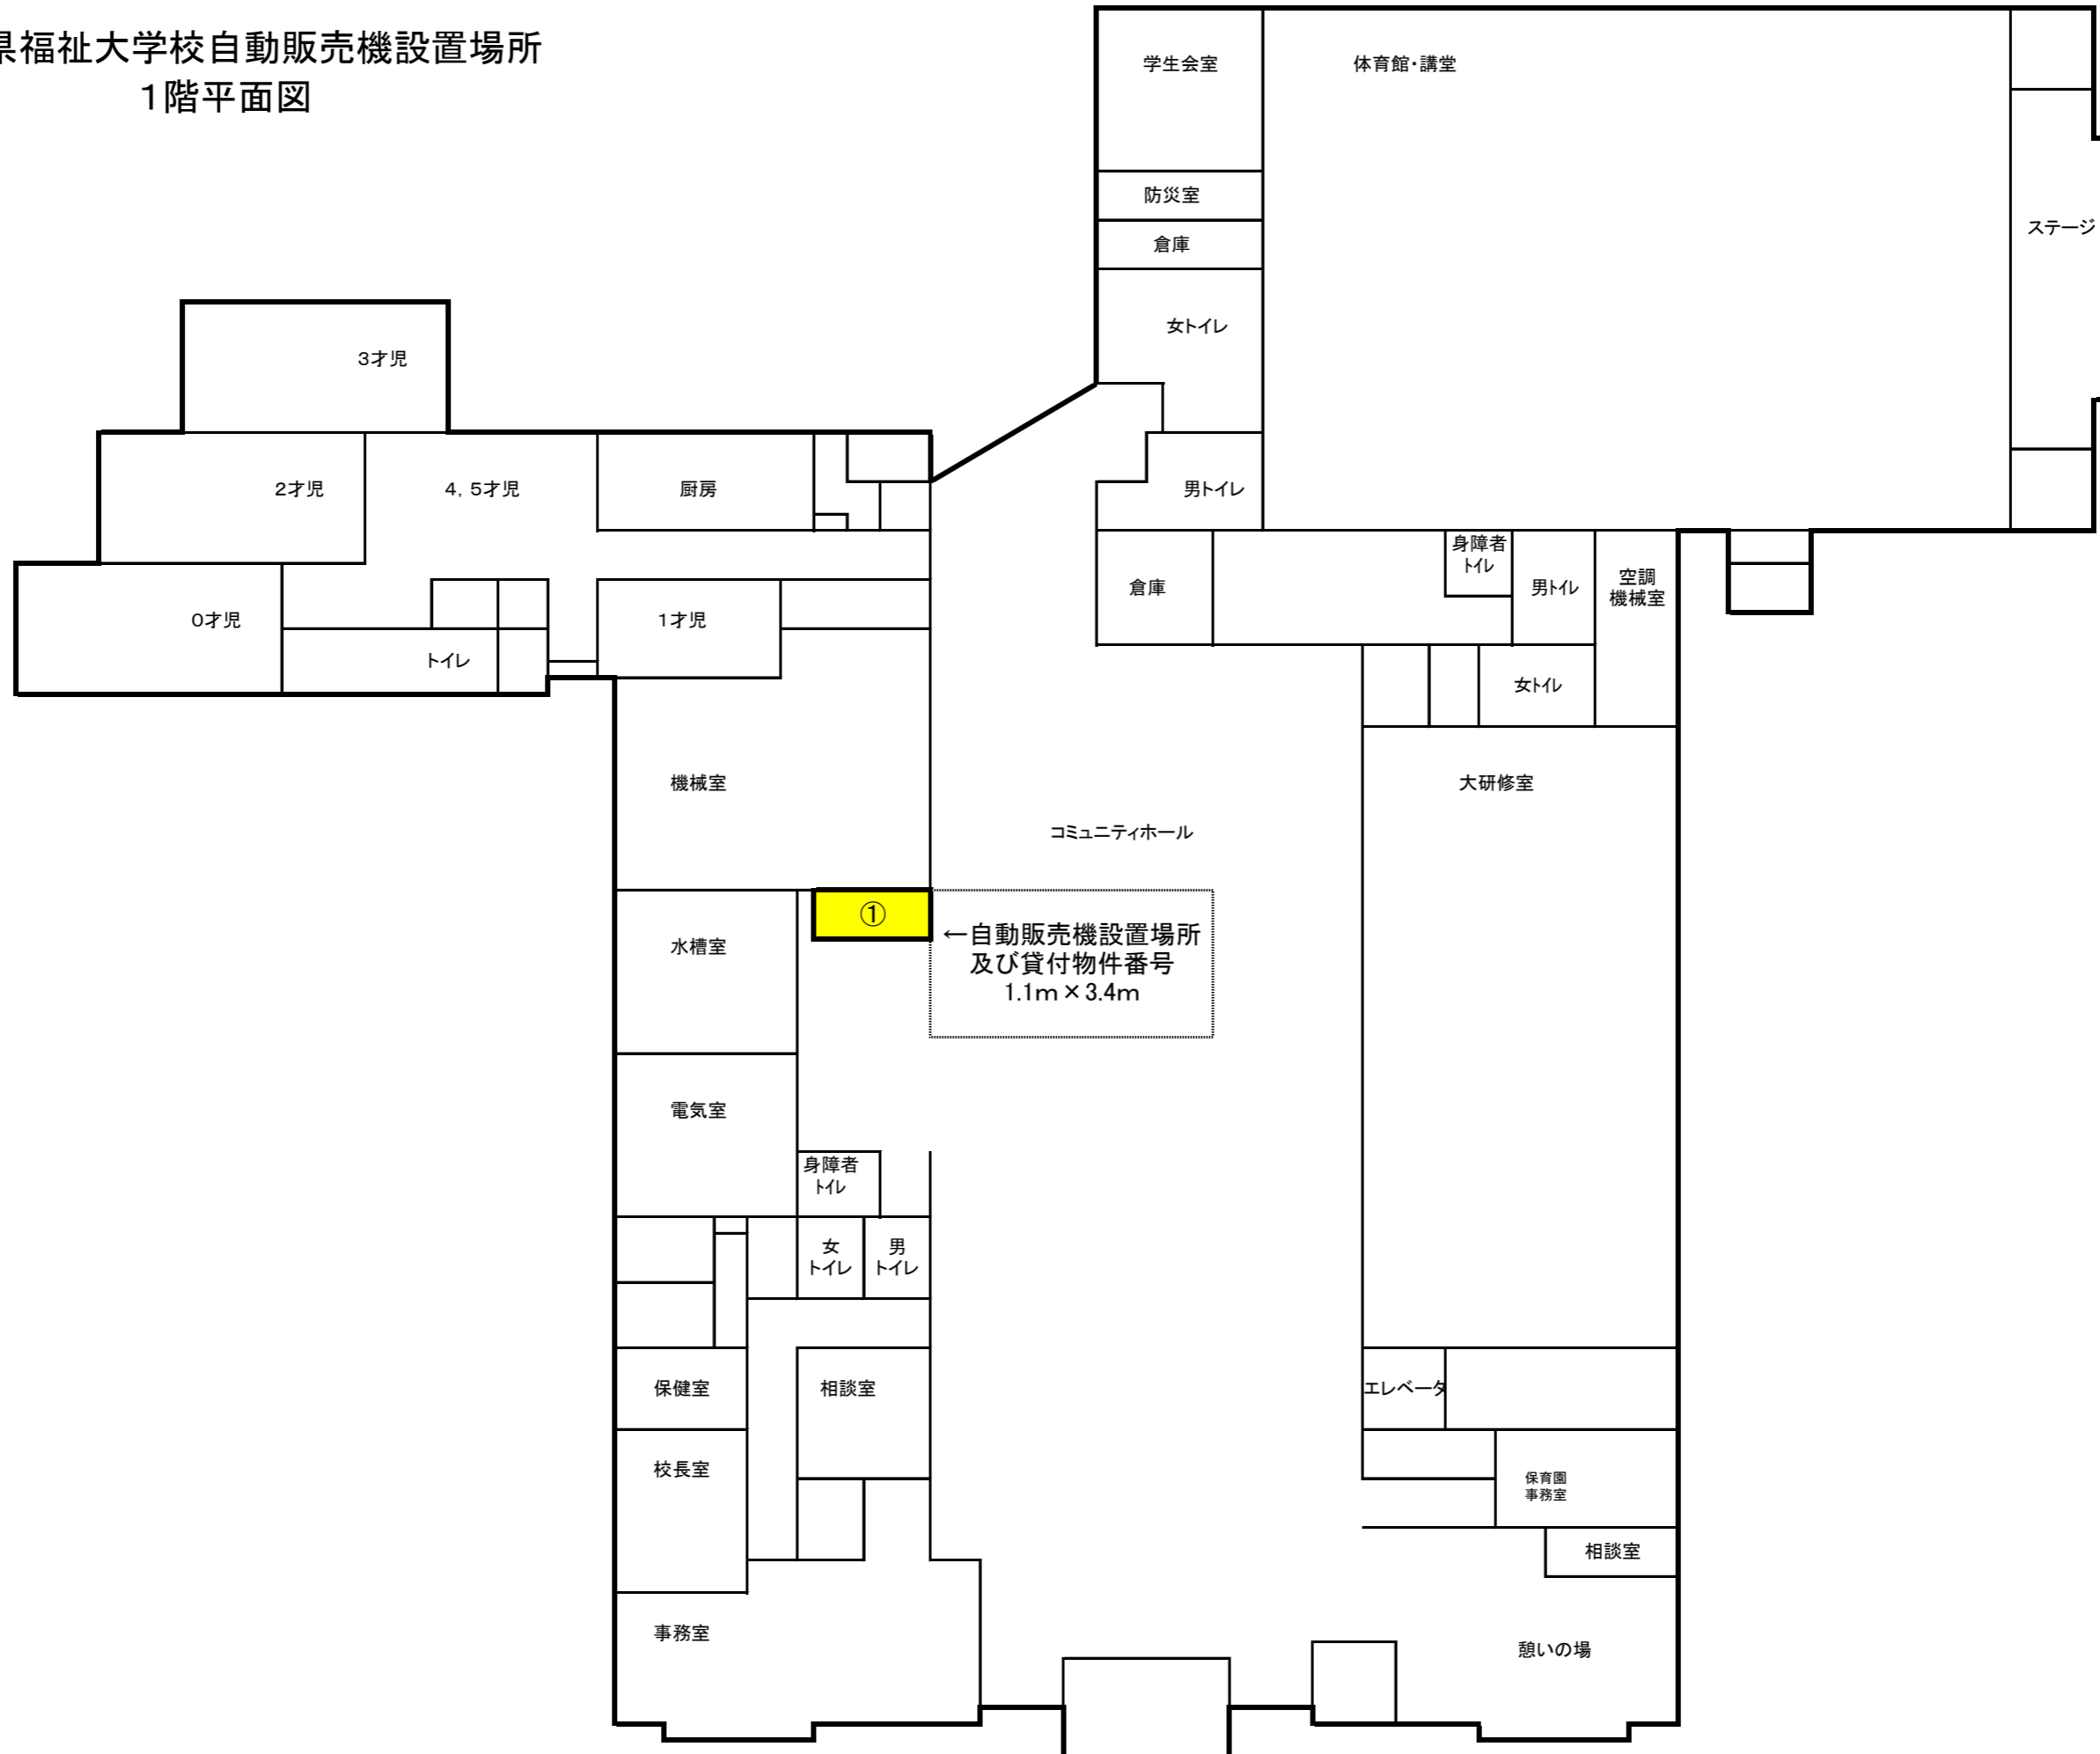 県福祉大学校自動販売機設置場所
1階平面図
学生会室
体育館・講堂
防災室
倉庫
ステージ
女トイレ
3才児
2才児
4，5才児
厨房
男トイレ
身障者
トイレ
男トイレ
空調
機械室
倉庫
0才児
1才児
トイレ
女トイレ
機械室
大研修室
コミュニティホール
①
←自動販売機設置場所
及び貸付物件番号
1.1m×3.4m
水槽室
電気室
身障者
トイレ
女
トイレ
男
トイレ
保健室
相談室
エレベータ
校長室
保育園
事務室
相談室
事務室
憩いの場